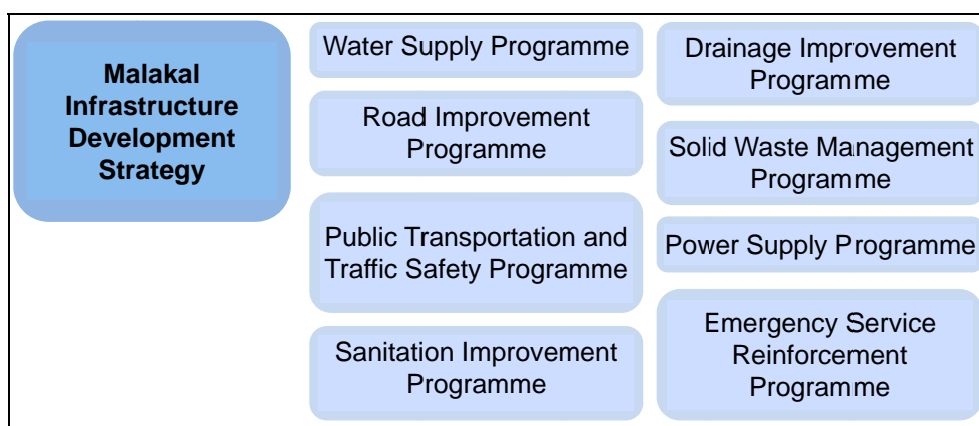 Malakal
Infrastructure
Development
Strategy
Water Supply Programme
Road Improvement
Programme
Public Transportation and
Traffic Safety Programme
Sanitation Improvement
Programme
Drainage Improvement
Programme
Solid Waste Management
Programme
Power Supply Programme
Emergency Service
Reinforcement
Programme